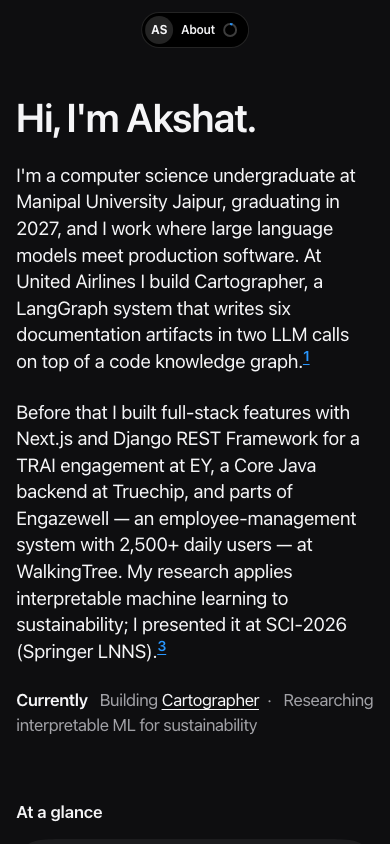 AS About
Hi, I'm Akshat.
I'm a computer science undergraduate at
Manipal University Jaipur, graduating in
2027, and I work where large language
models meet production software. At
United Airlines I build Cartographer, a
LangGraph system that writes six
documentation artifacts in two LLM calls
on top of a code knowledge graph.1
Before that I built full-stack features with
Next.js and Django REST Framework for a
TRAI engagement at EY, a Core Java
backend at Truechip, and parts of
Engazewell — an employee-management
system with 2,500+ daily users — at
WalkingTree. My research applies
interpretable machine learning to
sustainability; I presented it at SCI-2026
(Springer LNNS).3
Currently Building Cartographer · Researching
interpretable ML for sustainability
At a glance